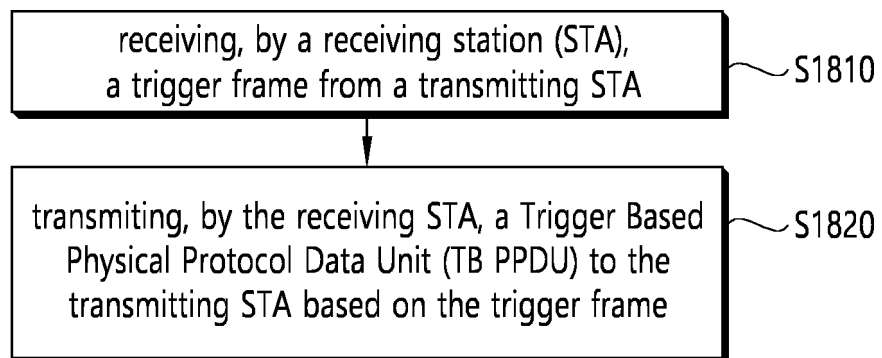 receiving, by a receiving station (STA),
a trigger frame from a transmitting STA
S1810
transmiting, by the receiving STA, a Trigger Based
Physical Protocol Data Unit (TB PPDU) to the
transmitting STA based on the trigger frame
S1820